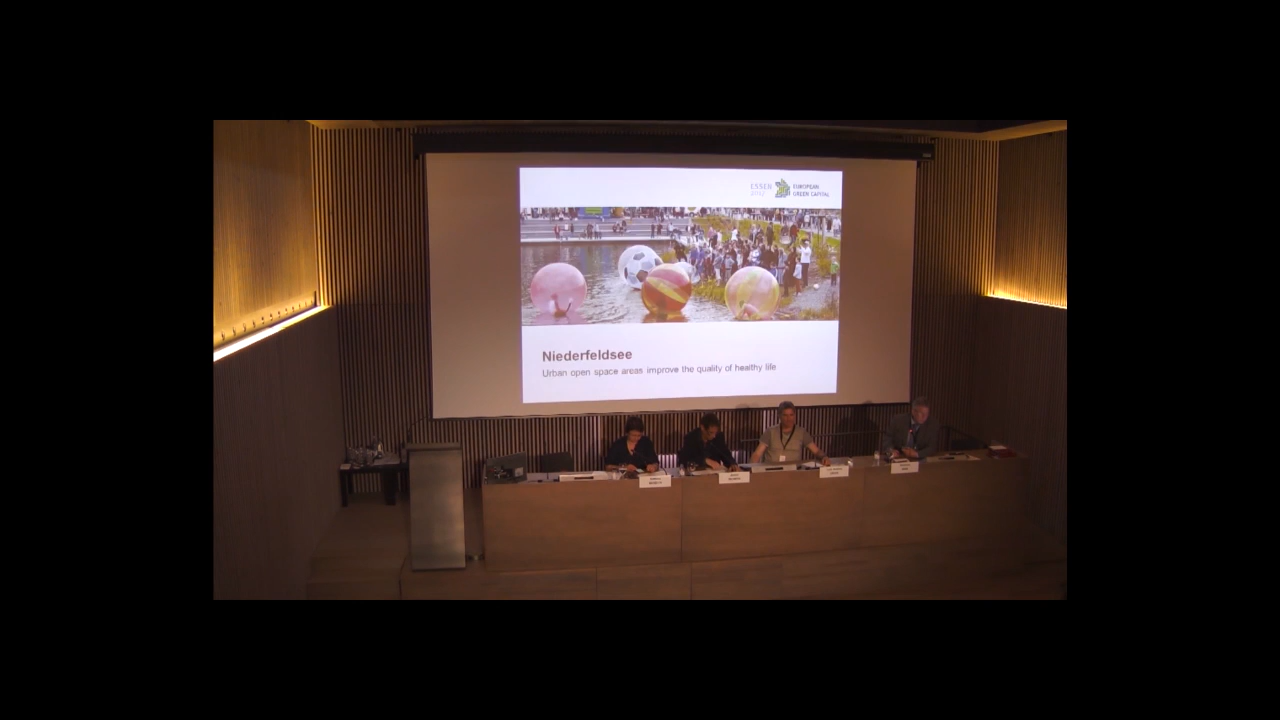 ESSEN
2017
EUROPEAN
GREEN CAPITAL
Niederfeldsee
Urban open space areas improve the quality of healthy life